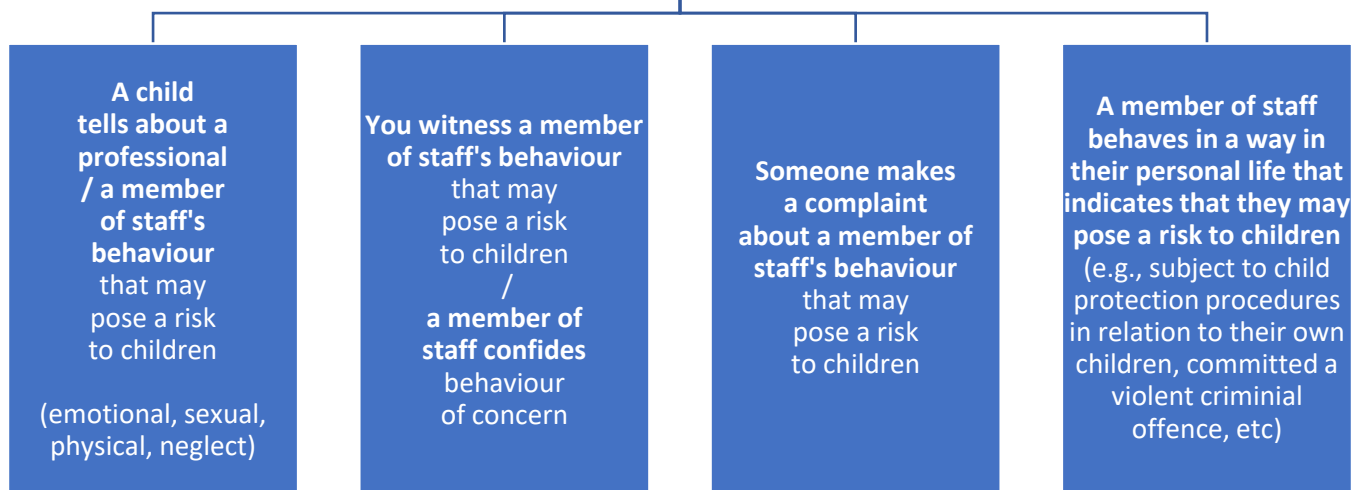 A child
tells about a
professional
/ a member
of staff's
behaviour
that may
pose a risk
to children
(emotional, sexual,
physical, neglect)
You witness a member
of staff's behaviour
that may
pose a risk
to children
/
a member of
staff confides
behaviour
of concern
Someone makes
a complaint
about a member of
staff's behaviour
that may
pose a risk
to children
A member of staff
behaves in a way in
their personal life that
indicates that they may
pose a risk to children
(e.g., subject to child
protection procedures
in relation to their own
children, committed a
violent criminial
offence, etc)